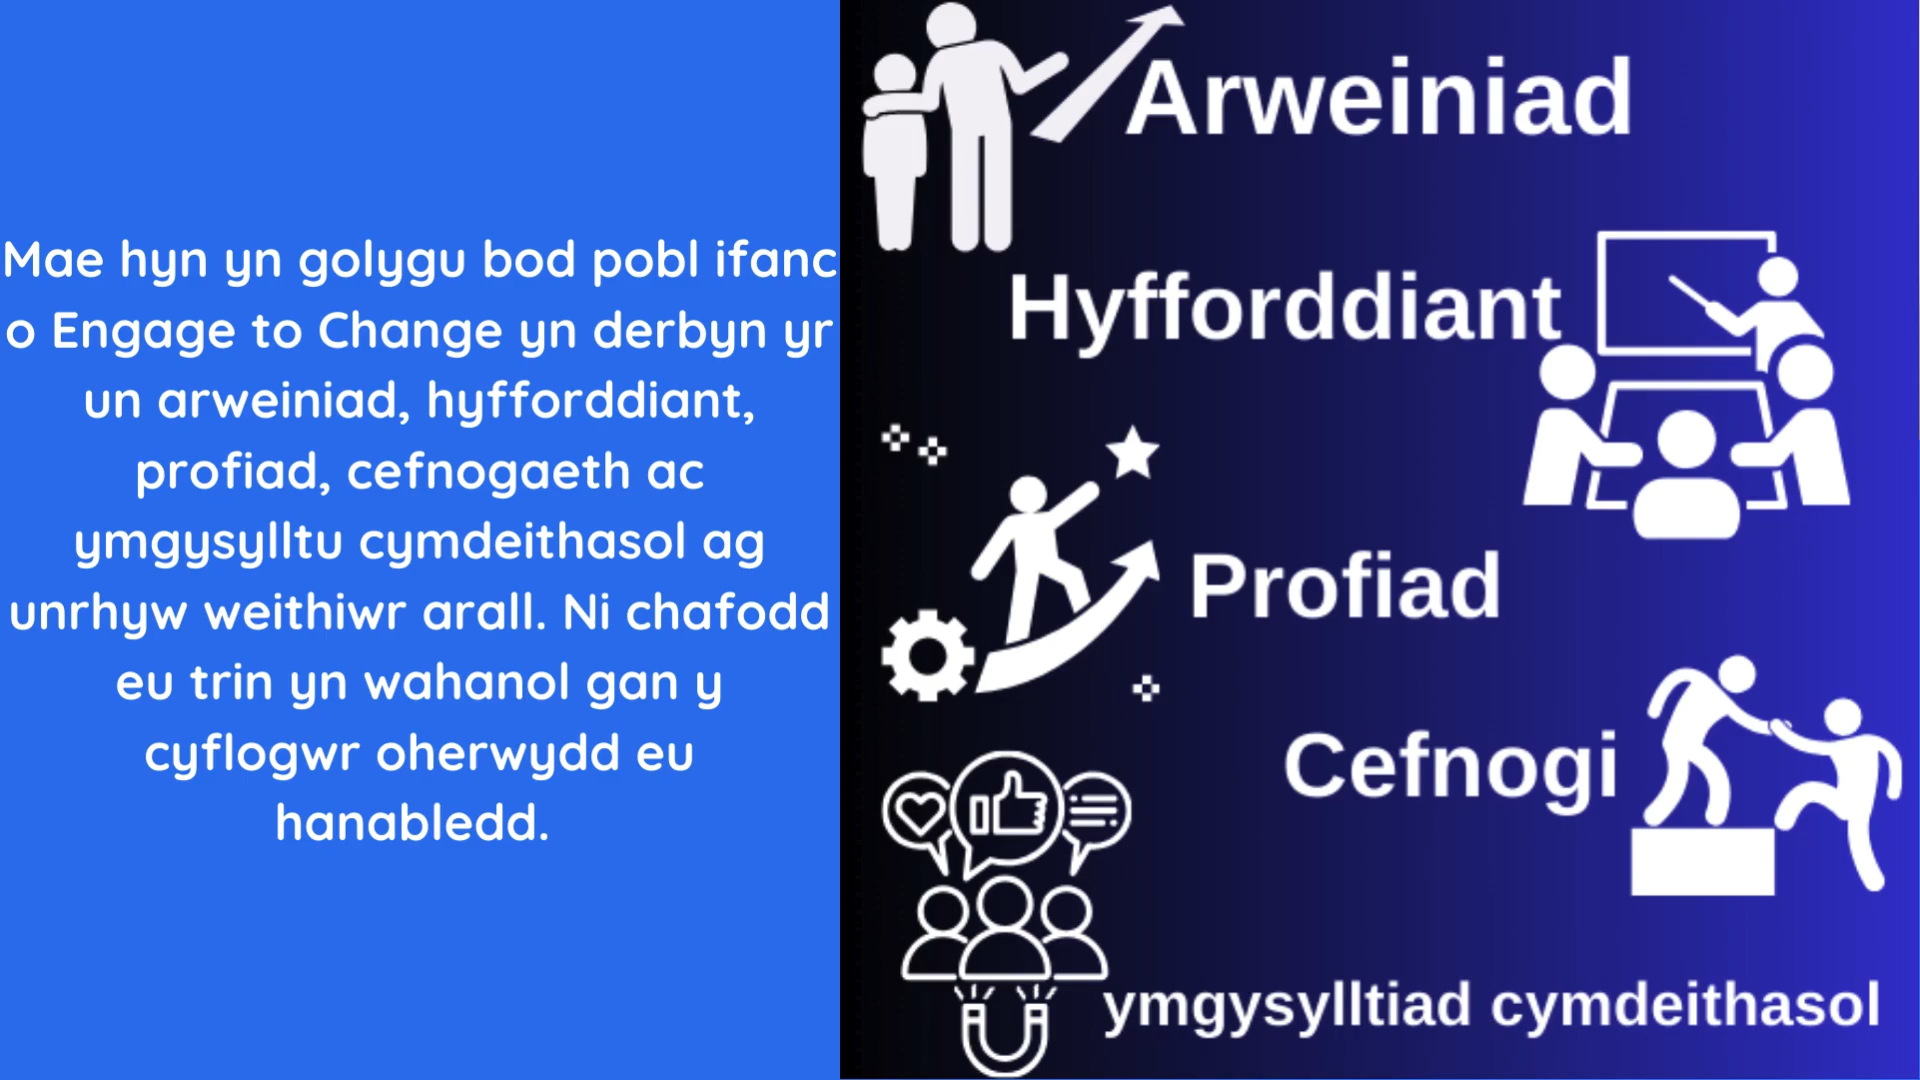 Mae hyn yn golygu bod pobl ifanc
o Engage to Change yn derbyn yr
un arweiniad, hyfforddiant,
profiad, cefnogaeth ac
ymgysylltu cymdeithasol ag
unrhyw weithiwr arall. Ni chafodd
eu trin yn wahanol gan y
cyflogwr oherwydd eu
hanabledd.
Arweiniad
Hyfforddiant
Profiad
Cefnogi
ymgysylltiad cymdeithasol